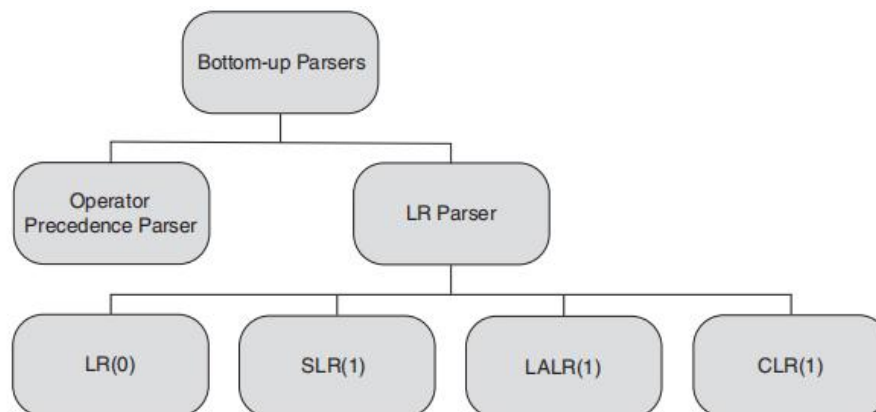 Bottom-up Parsers
Operator
Precedence Parser
LR Parser
LR(0)
SLR(1)
LALR(1)
CLR(1)